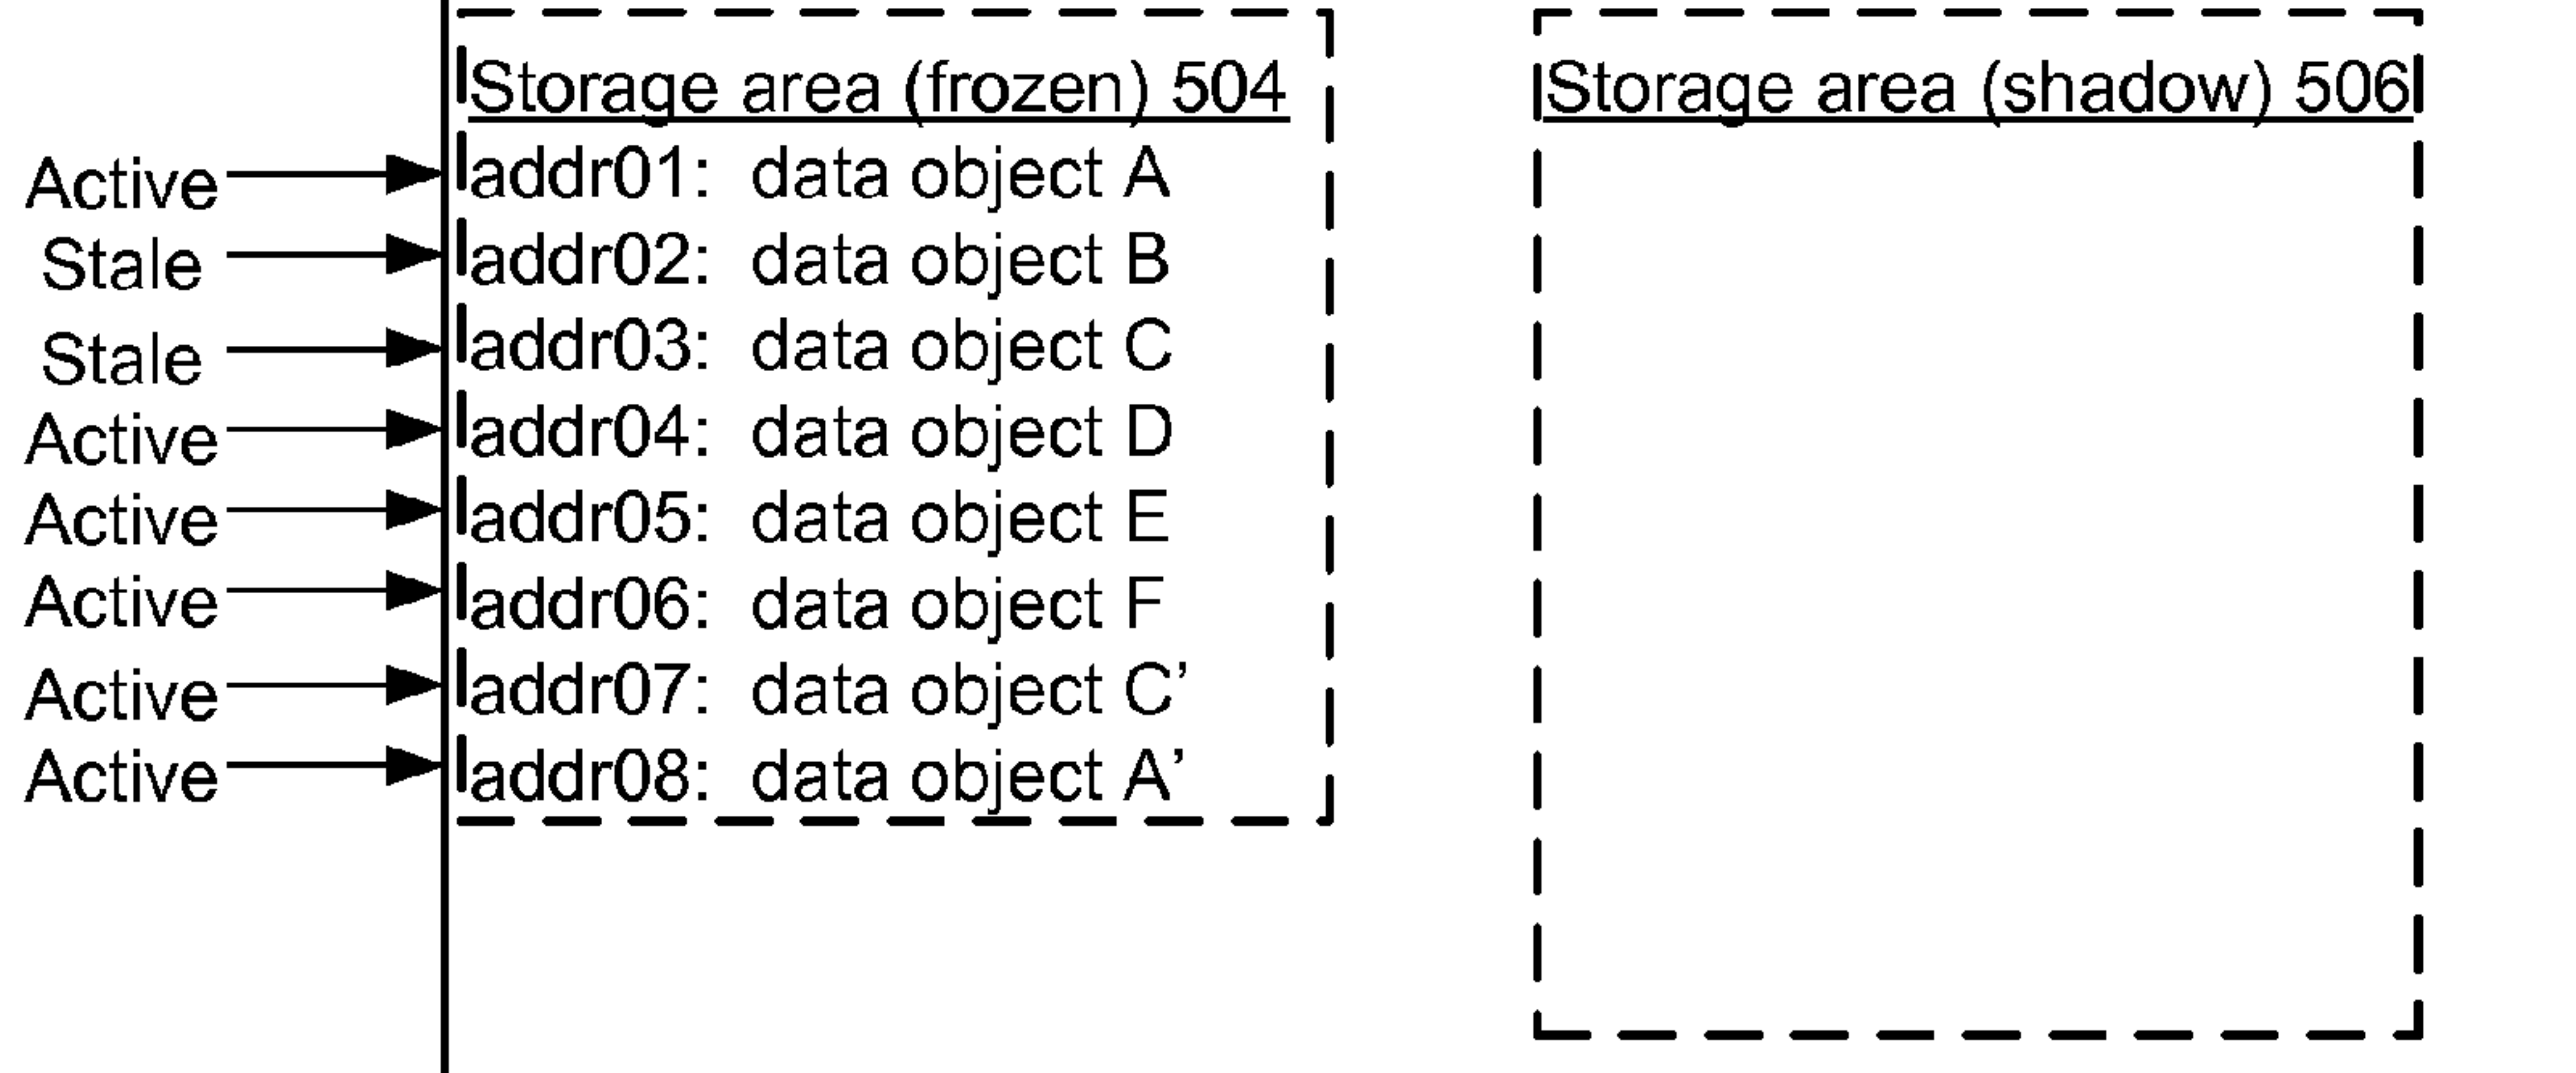 Storage area (frozen) 504
Storage area (shadow) 506
Active addr01: data object A
Stale addr02: data object B
Stale addr03: data object C
Active addr04: data object D
Active addr05: data object E
Active addr06: data object F
Active addr07: data object C’
Active addr08: data object A’